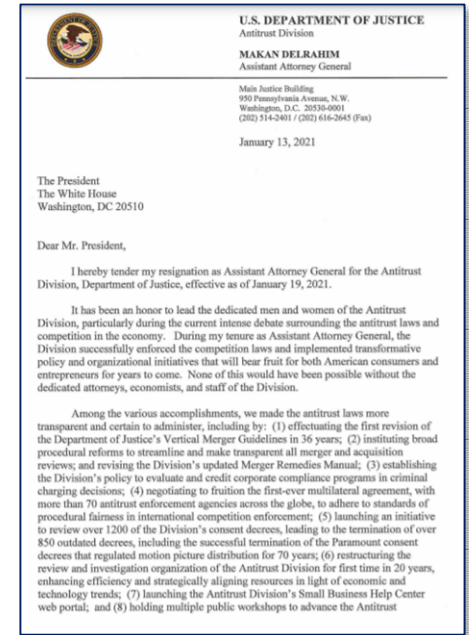 U.S. DEPARTMENT OF JUSTICE
Antitrust Division
MAKAN DELRAHIM
Assistant Attorney General
Main Justice Building
950 Pennsylvania Avenue, N.W.
Washington, D.C. 20530-0001
(202) 514-2401 / (202) 616-2645 (Fax)
January 13, 2021
The President
The White House
Washington, DC 20510
Dear Mr. President,
I hereby tender my resignation as Assistant Attorney General for the Antitrust
Division, Department of Justice, effective as of January 19, 2021.
It has been an honor to lead the dedicated men and women of the Antitrust
Division, particularly during the current intense debate surrounding the antitrust laws and
competition in the economy. During my tenure as Assistant Attorney General, the
Division successfully enforced the competition laws and implemented transformative
policy and organizational initiatives that will bear fruit for both American consumers and
entrepreneurs for years to come. None of this would have been possible without the
dedicated attorneys, economists, and staff of the Division.
Among the various accomplishments, we made the antitrust laws more
transparent and certain to administer, including by: (1) effectuating the first revision of
the Department of Justice's Vertical Merger Guidelines in 36 years; (2) instituting broad
procedural reforms to streamline and make transparent all merger and acquisition
reviews; and revising the Division's updated Merger Remedies Manual; (3) establishing
the Division's policy to evaluate and credit corporate compliance programs in criminal
charging decisions; (4) negotiating to fruition the first-ever multilateral agreement, with
more than 70 antitrust enforcement agencies across the globe, to adhere to standards of
procedural fairness in international competition enforcement; (5) launching an initiative
to review over 1200 of the Division's consent decrees, leading to the termination of over
850 outdated decrees, including the successful termination of the Paramount consent
decrees that regulated motion picture distribution for 70 years; (6) restructuring the
review and investigation organization of the Antitrust Division for first time in 20 years,
enhancing efficiency and strategically aligning resources in light of economic and
technology trends; (7) launching the Antitrust Division's Small Business Help Center
web portal; and (8) holding multiple public workshops to advance the Antitrust